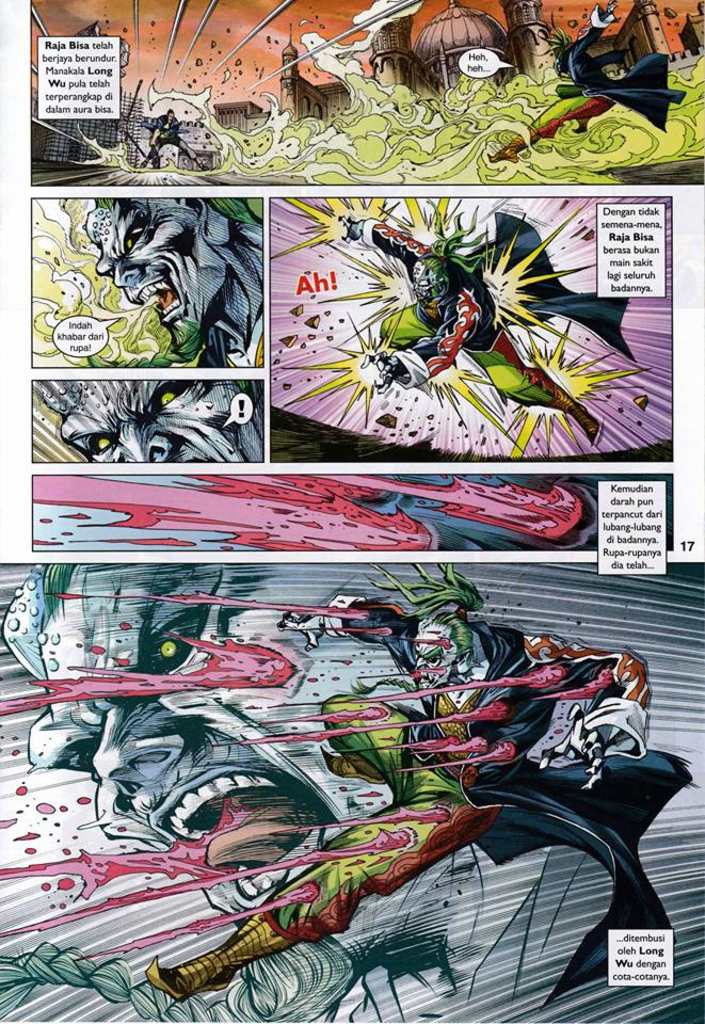 Raja Bisa telah
berjaya berundur.
Manakala Long
Wu pula telah
terperangkap di
dalam aura bisa.
Heh,
heh...
Indah
khabar dari
rupa!
Ah!
Dengan tidak
semena-mena,
Raja Bisa
berasa bukan
main sakit
lagi seluruh
badannya.
!
Kemudian
darah pun
terpancut dari
lubang-lubang
di badannya.
Rupa-rupanya
dia telah...
17
...ditembusi
oleh Long
Wu dengan
cota-cotanya.